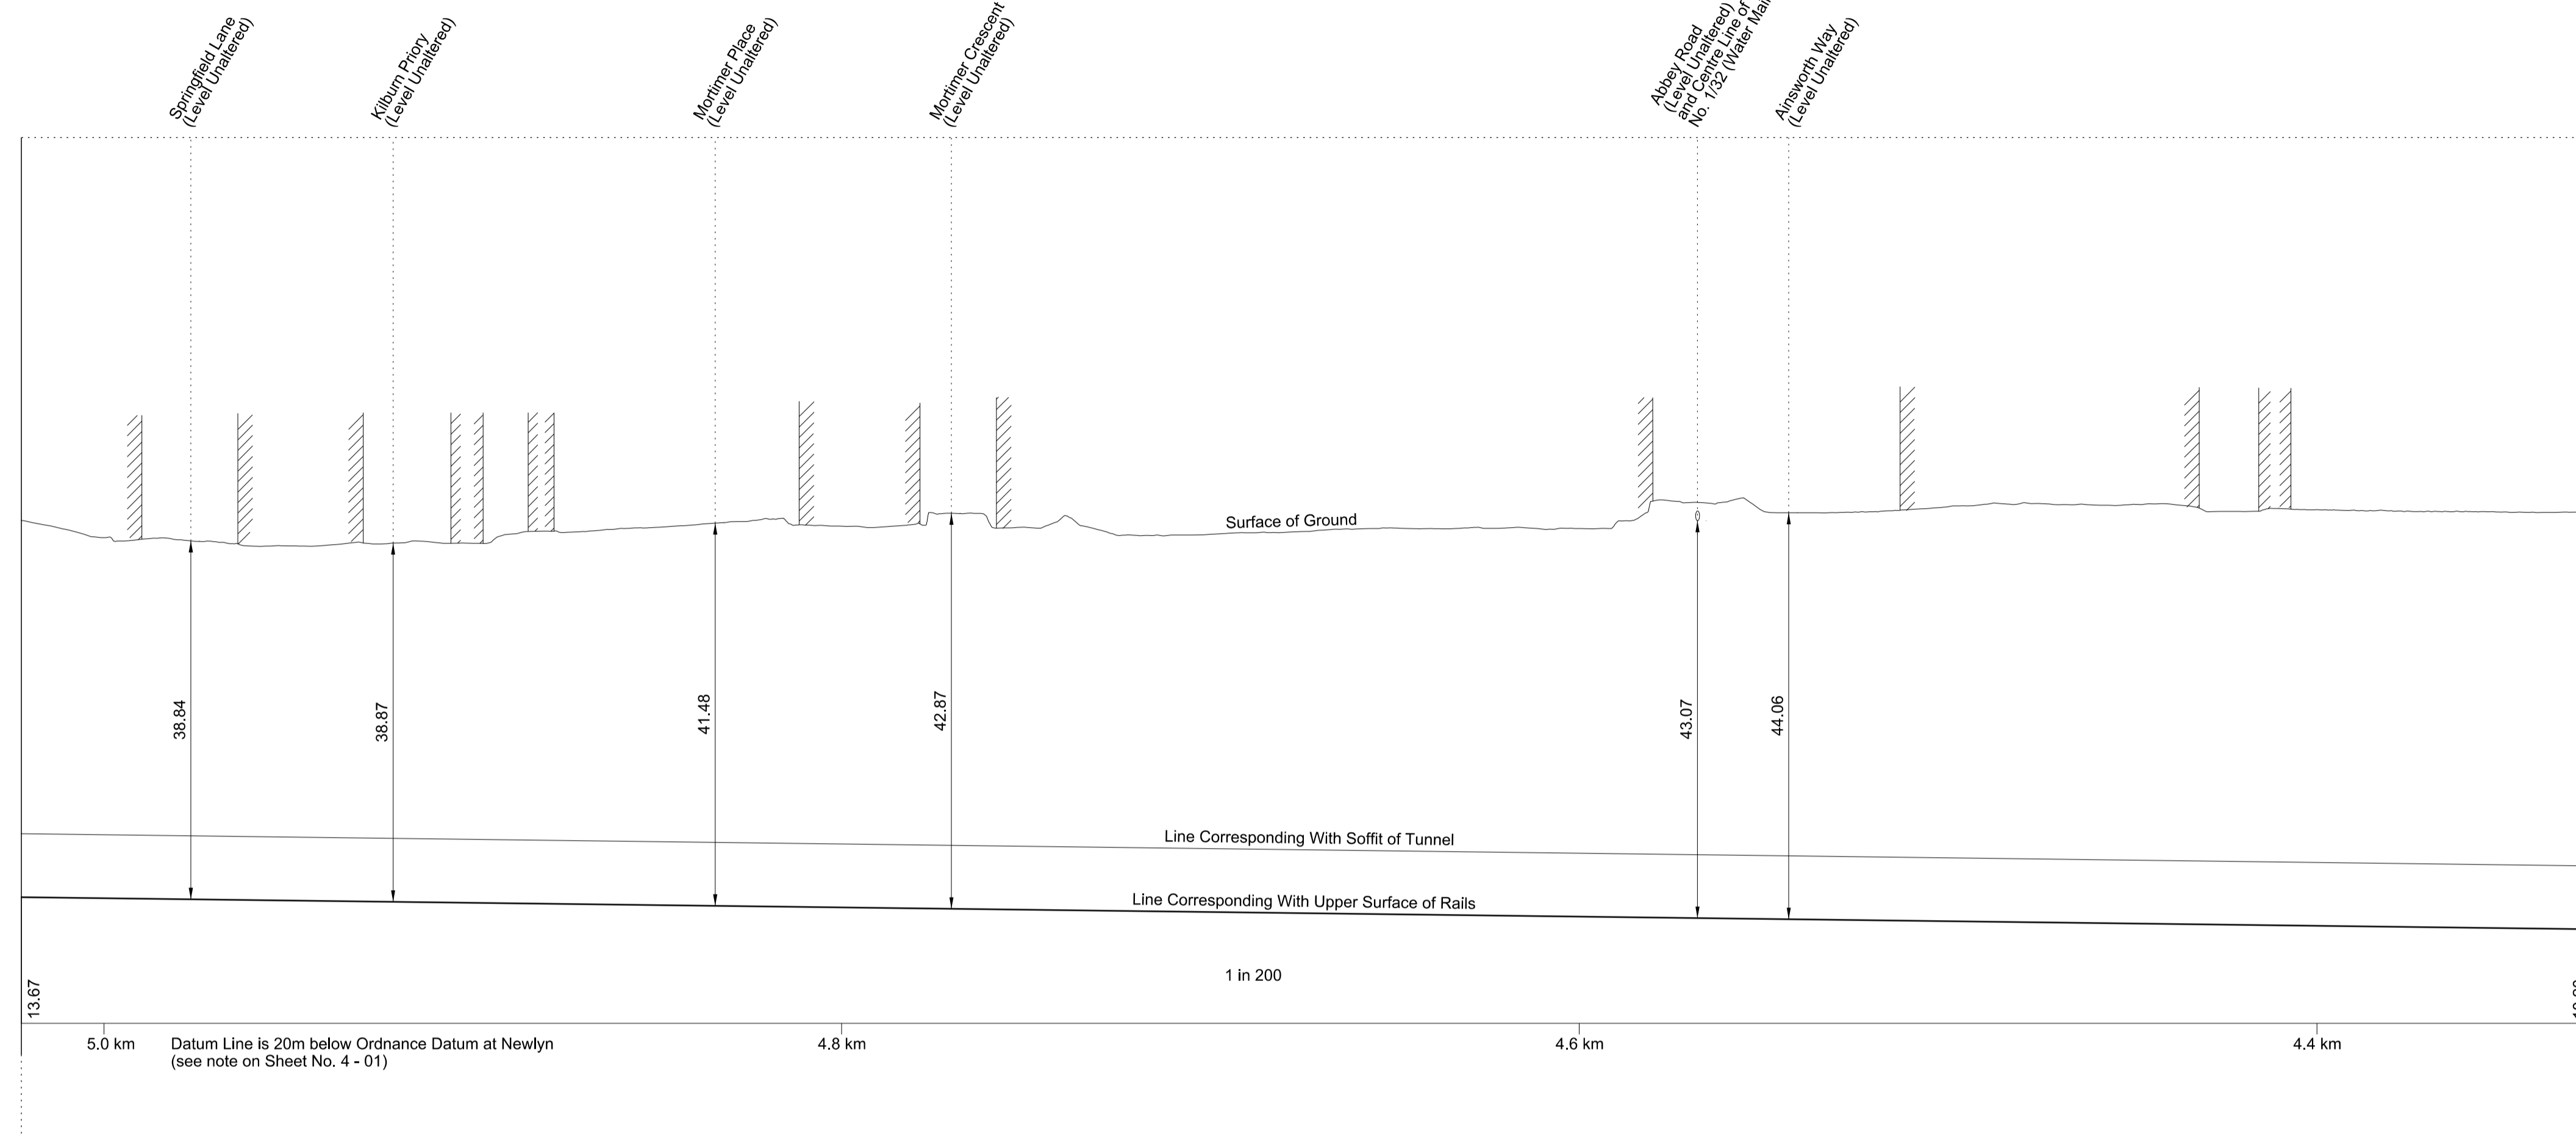 Springfield Lane
(Level Unaltered)
Kilburn Priory
(Level Unaltered)
Mortimer Place
(Level Unaltered)
Mortimer Crescent
(Level Unaltered)
Abbey Road
(Level Unaltered)
and Centre Line of
No. 1/32 (Water
Ainsworth Way
(Level Unaltered)
Surface of Ground
38.84
38.87
41.48
42.87
43.07
44.06
Line Corresponding With Soffit of Tunnel
Line Corresponding With Upper Surface of Rails
1 in 200
13.67
5.0 km
4.8 km
4.6 km
4.4 km
Datum Line is 20m below Ordnance Datum at Newlyn
(see note on Sheet No. 4 - 01)